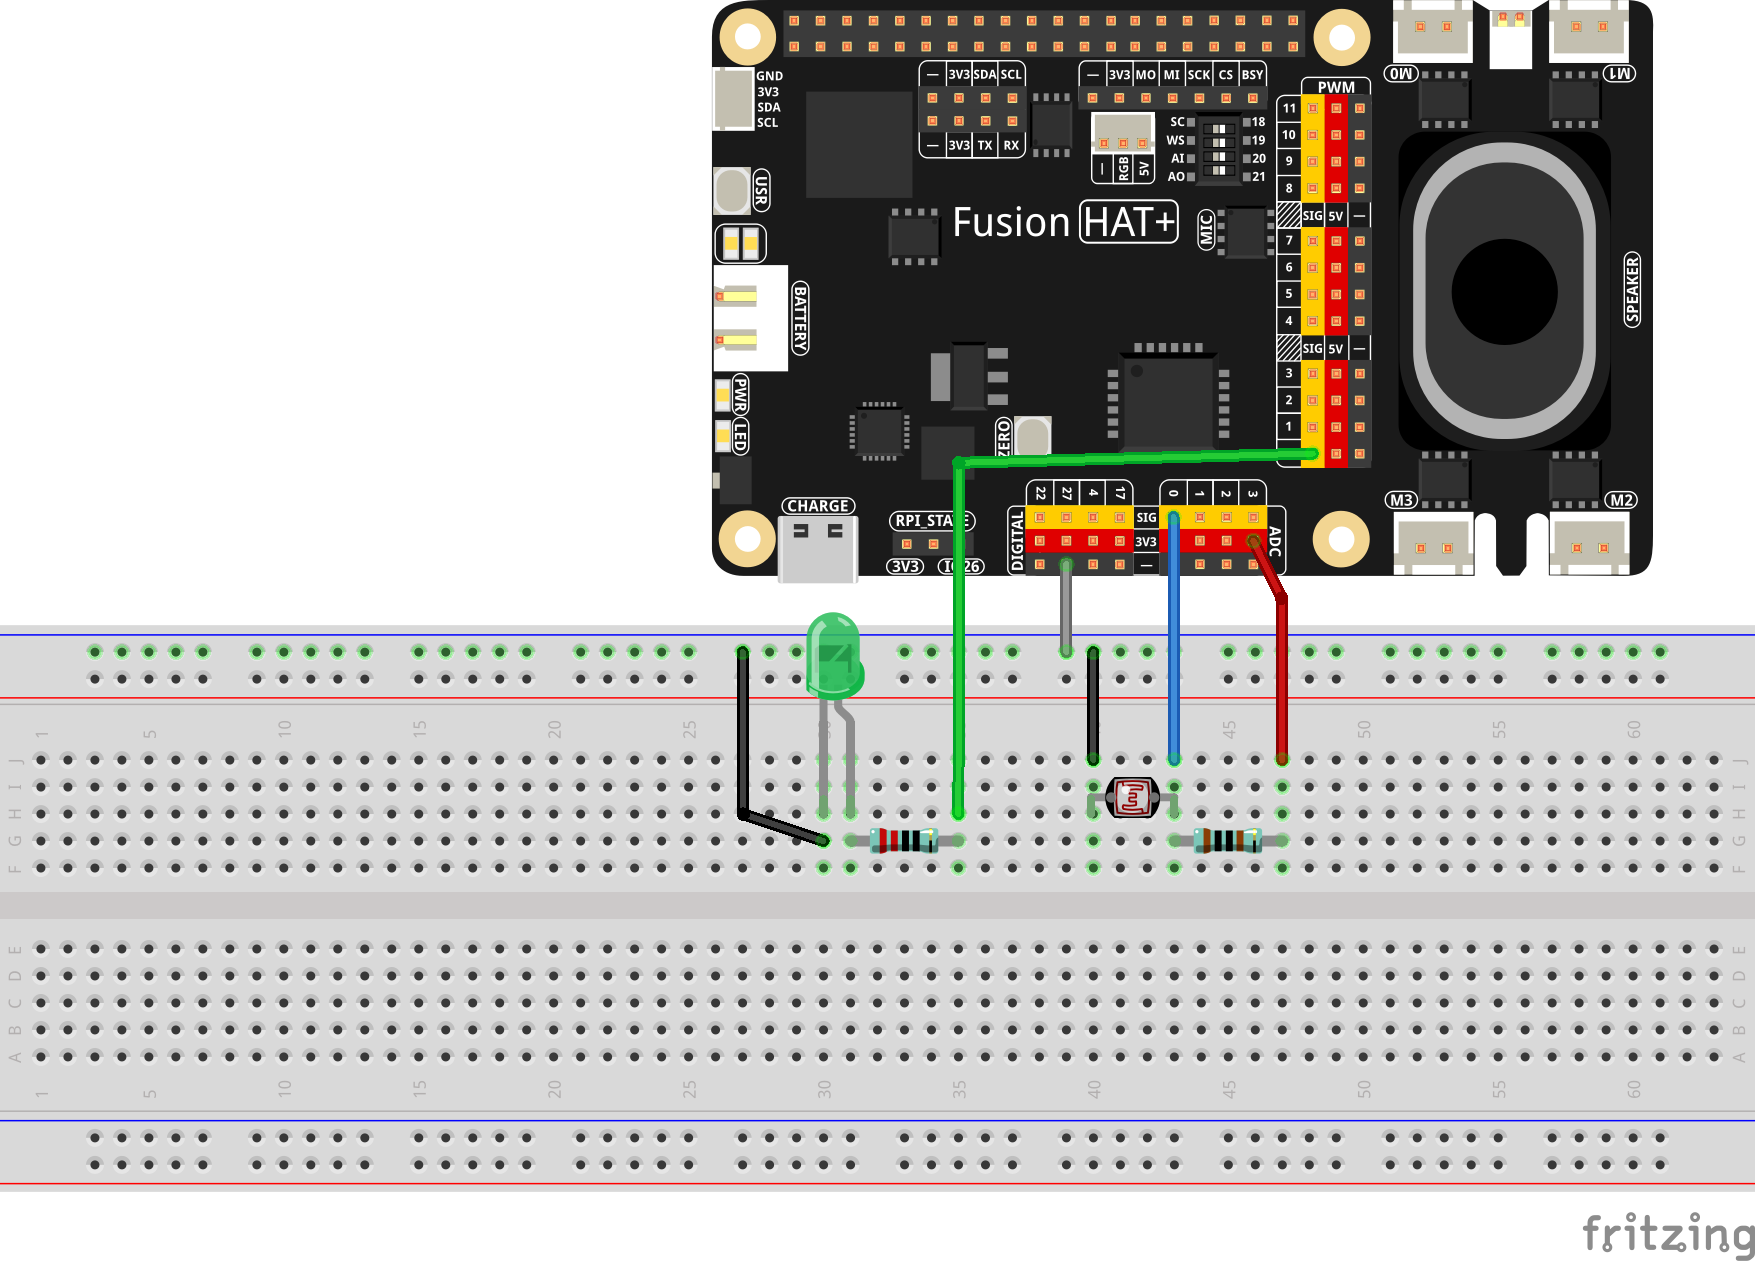 GND
3V3
SDA
SCL
— 3V3 SDA SCL
— 3V3 TX RX
— 3V3 MO MI SCK CS BSY
— RGB 5V
SC 18
WS 19
AI 20
AO 21
PWM
11
10
9
8
SIG 5V —
7
6
5
4
SIG 5V —
3
2
1
M0
M1
USR
Fusion HAT+
MIC
BATTERY
SPEAKER
PWR
LED
ZERO
CHARGE
RPI_STATE
3V3
DIGITAL
22 27 4 17
SIG
3V3
—
0 1 2 3
ADC
M3
M2
1 5 10 15 20 25 45 50 55 60
J J
I I
H H
G G
F F
E E
D D
C C
B B
A A
1 5 10 15 20 25 30 35 40 45 50 55 60
fritzing